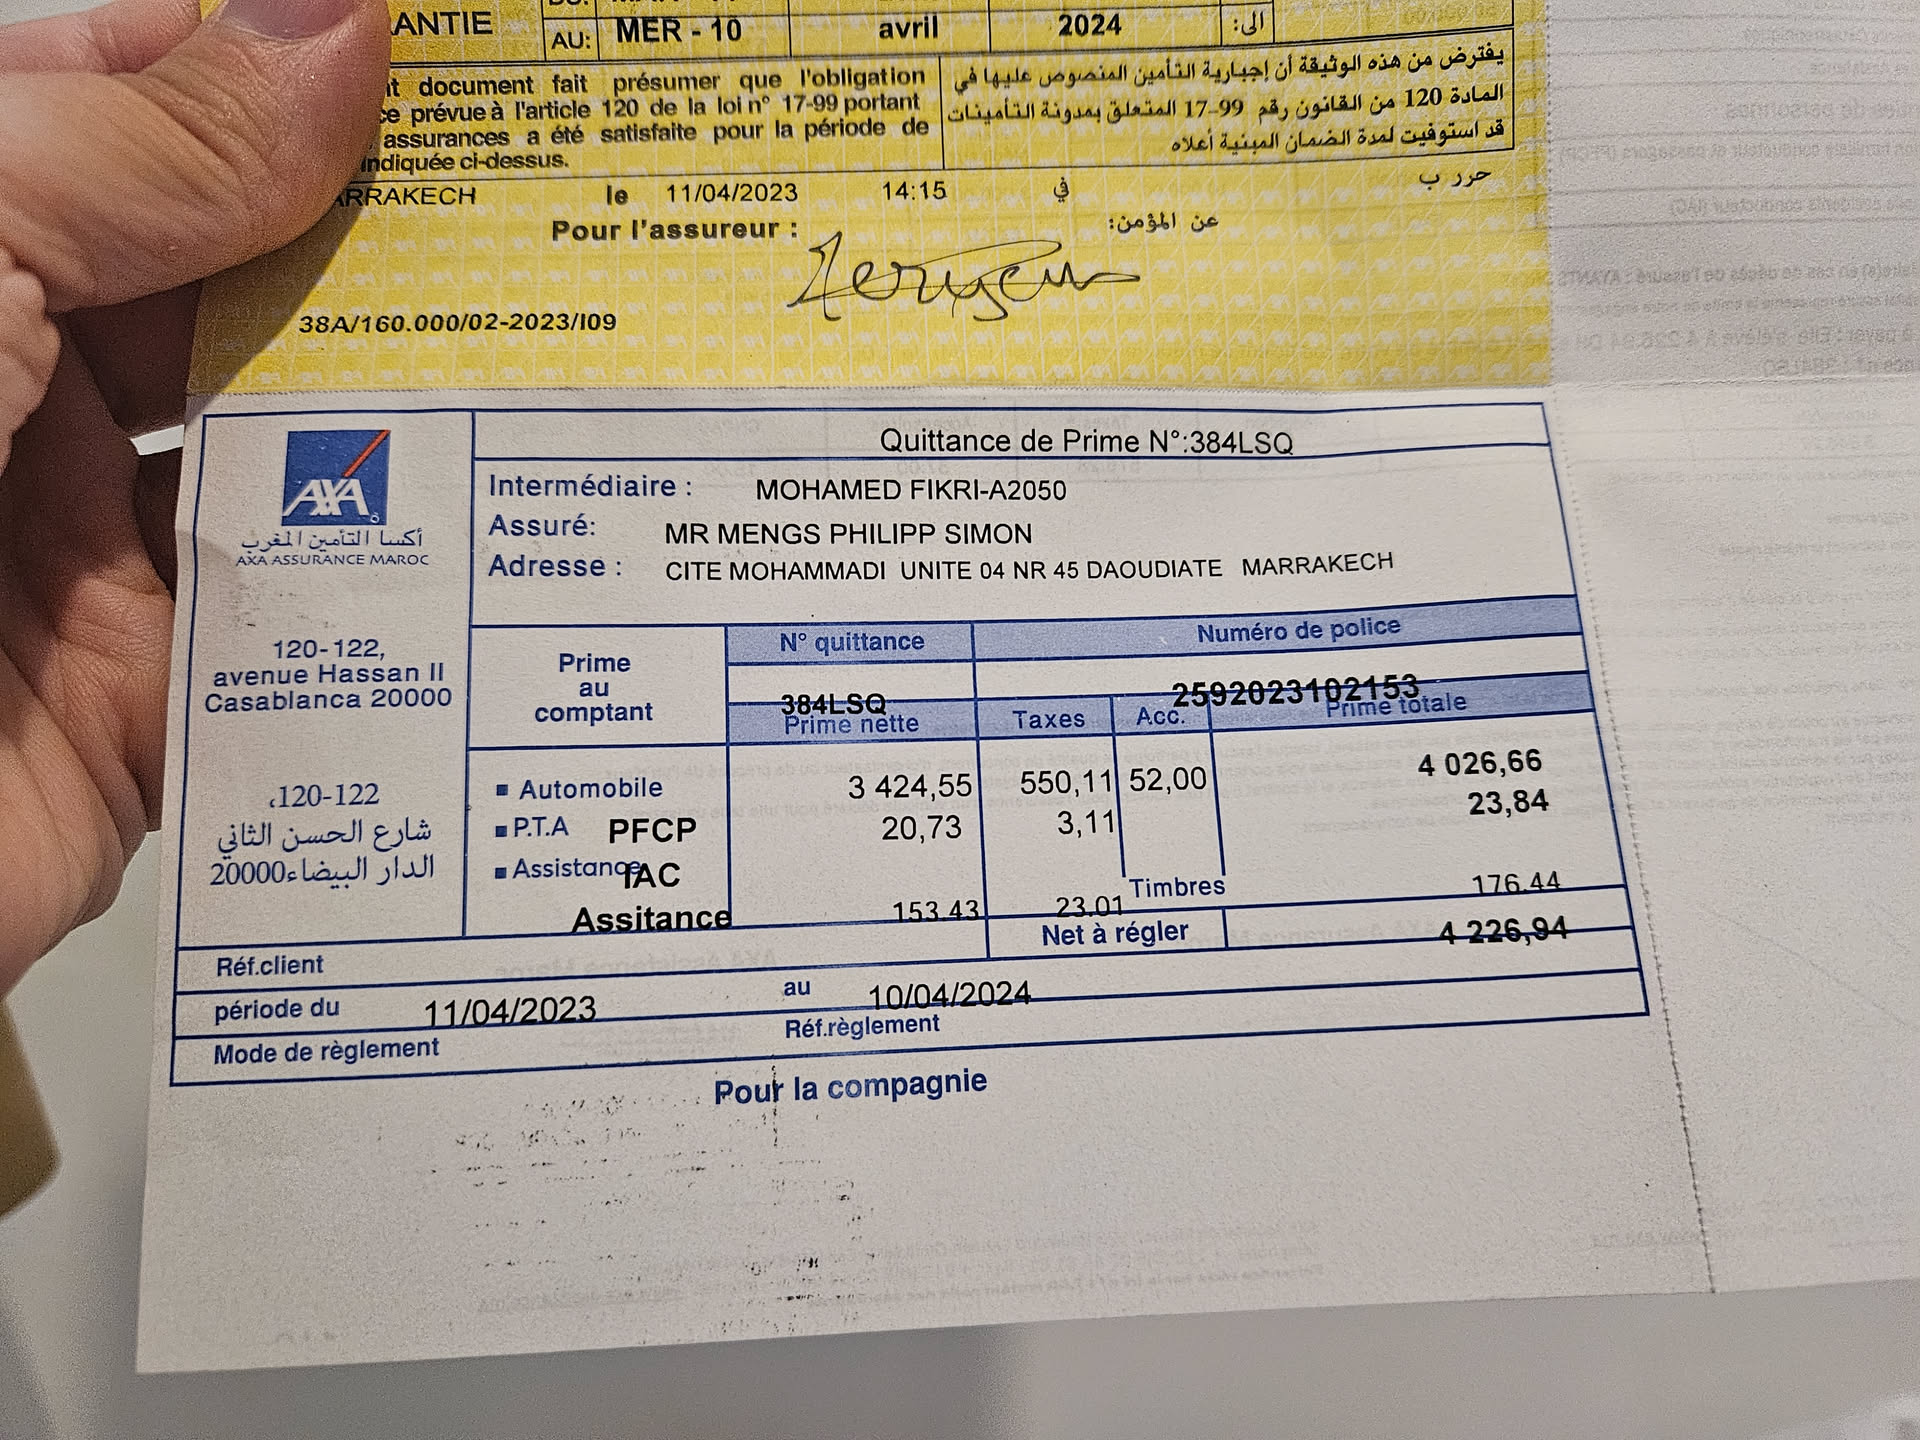 ANTIE
AU: MER - 10 avril 2024 الى:
document fait présumer que l'obligation
prévue à l'article 120 de la loi n° 17-99 portant
assurances a été satisfaite pour la période de
indiquée ci-dessus.
يفترض من هذه الوثيقة أن إجبارية التأمين المنصوص عليها في
المادة 120 من القانون رقم 99-17 المتعلق بمدونة التأمينات
قد استوفيت لمدة الضمان المبنية أعلاه
ARRAKECH le 11/04/2023 14:15 في حرر ب
Pour l'assureur : عن المؤمن:
38A/160.000/02-2023/I09
Quittance de Prime N°:384LSQ
AXA
أكسا التأمين المغرب
AXA ASSURANCE MAROC
Intermédiaire : MOHAMED FIKRI-A2050
Assuré: MR MENGS PHILIPP SIMON
Adresse : CITE MOHAMMADI UNITE 04 NR 45 DAOUDIATE MARRAKECH
120-122,
avenue Hassan II
Casablanca 20000
120-122،
شارع الحسن الثاني
الدار البيضاء،20000
Prime
au
comptant
N° quittance Numéro de police
384LSQ 2592023102153
Prime nette Taxes Acc. Prime totale
Automobile 3 424,55 550,11 52,00 4 026,66
P.T.A PFCP 20,73 3,11 23,84
Assistance IAC
Timbres
Assitance 153.43 23.01 176.44
Net à régler 4 226,94
Réf.client
période du 11/04/2023 au 10/04/2024
Mode de règlement Réf.règlement
Pour la compagnie